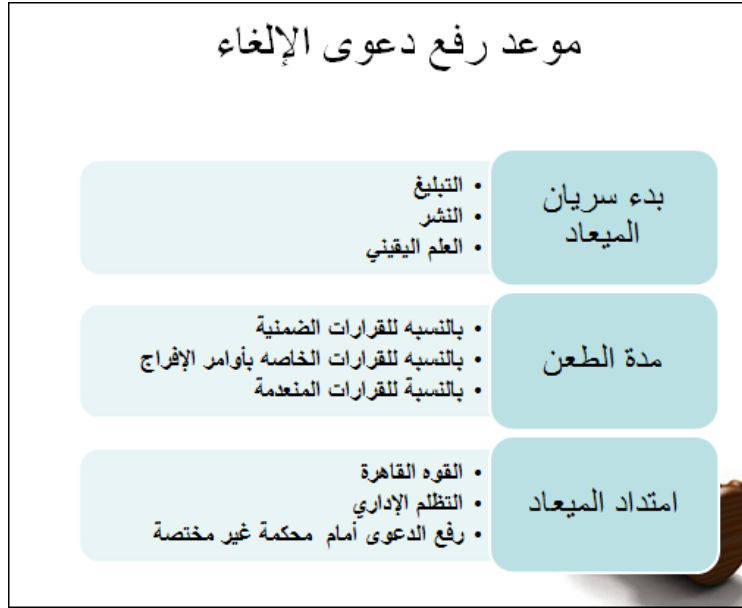 موعد رفع دعوى الإلغاء
بدء سريان
الميعاد
• التبليغ
• النشر
• العلم اليقيني
مدة الطعن
• بالنسبه للقرارات الضمنية
• بالنسبه للقرارات الخاصه بأوامر الإفراج
• بالنسبة للقرارات المنعدمة
امتداد الميعاد
• القوه القاهرة
• التظلم الإداري
• رفع الدعوى أمام محكمة غير مختصة